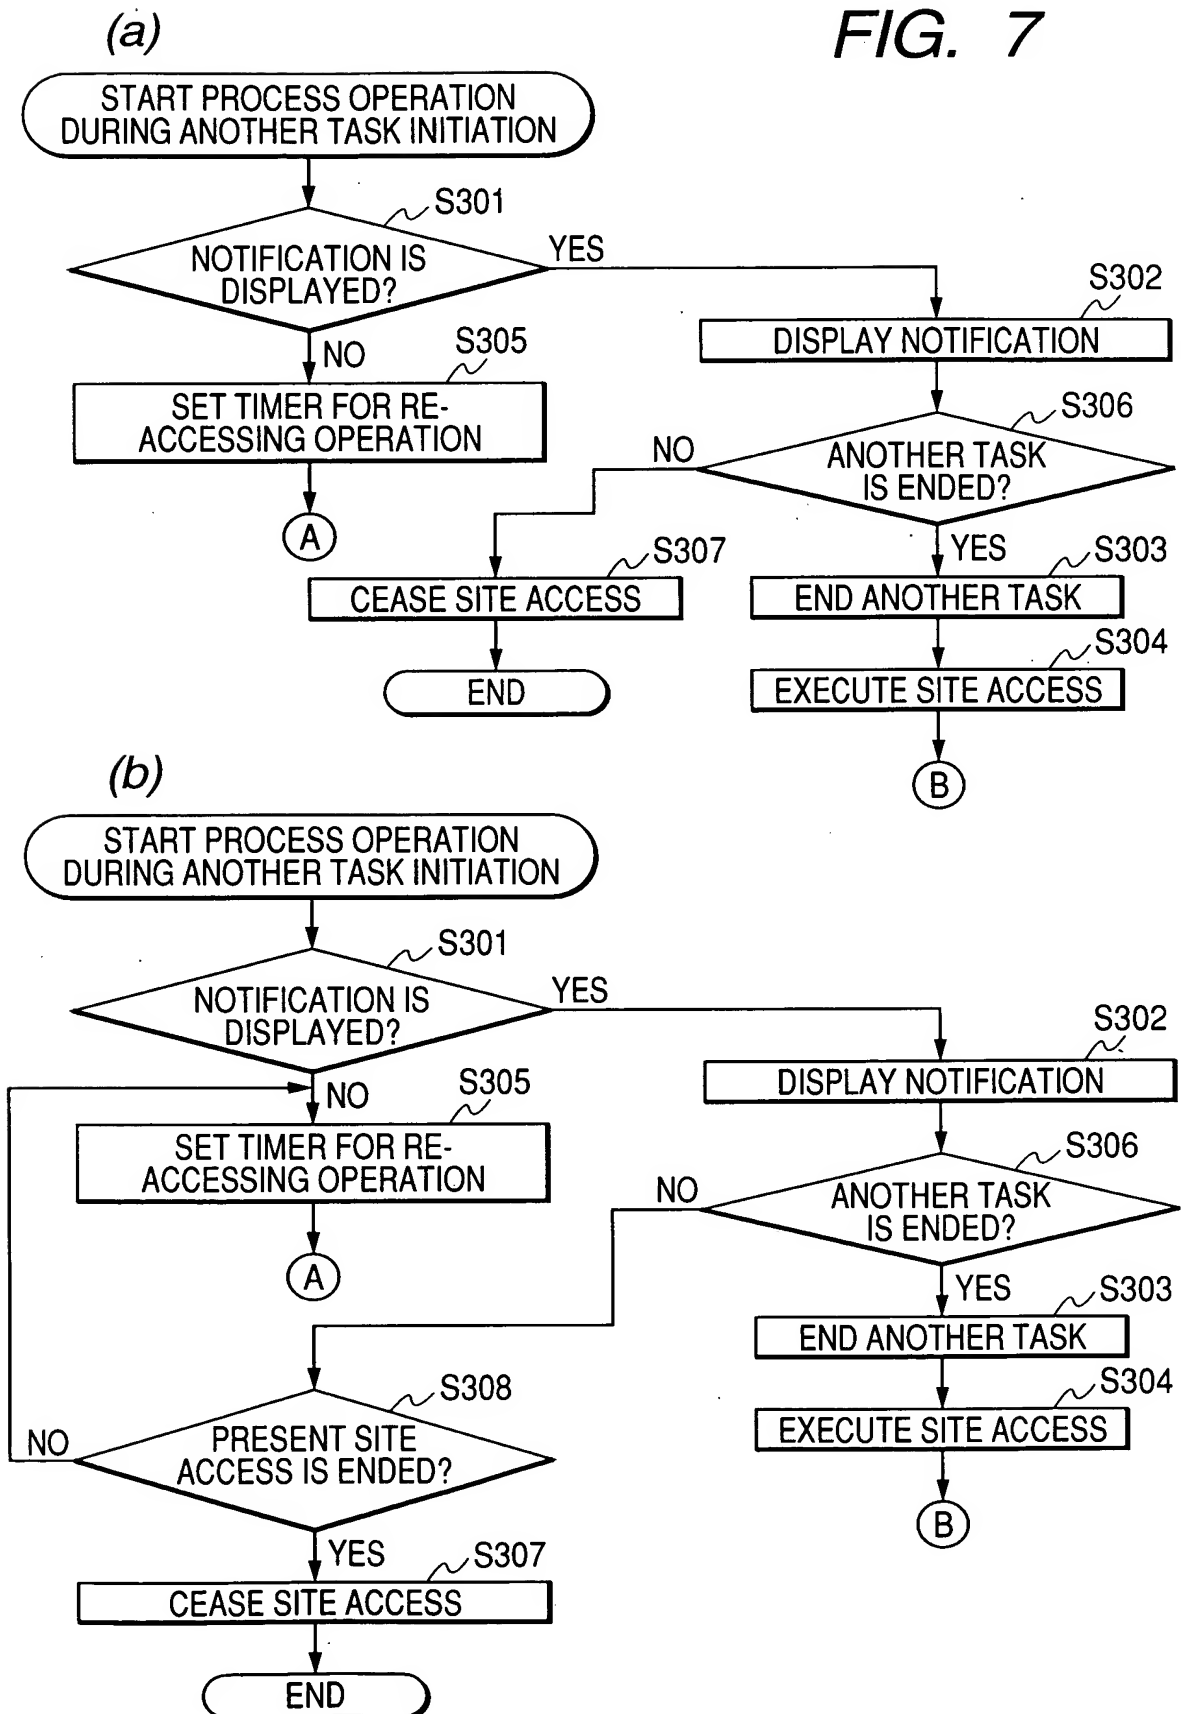 (a)
FIG. 7
START PROCESS OPERATION
DURING ANOTHER TASK INITIATION
S301
NOTIFICATION IS
DISPLAYED?
YES
S302
DISPLAY NOTIFICATION
NO
S305
SET TIMER FOR RE-
ACCESSING OPERATION
A
S306
ANOTHER TASK
IS ENDED?
NO
YES
S307
CEASE SITE ACCESS
END
S303
END ANOTHER TASK
S304
EXECUTE SITE ACCESS
B
(b)
START PROCESS OPERATION
DURING ANOTHER TASK INITIATION
S301
NOTIFICATION IS
DISPLAYED?
YES
S302
DISPLAY NOTIFICATION
NO
S305
SET TIMER FOR RE-
ACCESSING OPERATION
A
S306
ANOTHER TASK
IS ENDED?
NO
YES
S303
END ANOTHER TASK
S304
EXECUTE SITE ACCESS
B
S308
PRESENT SITE
ACCESS IS ENDED?
NO
YES
S307
CEASE SITE ACCESS
END